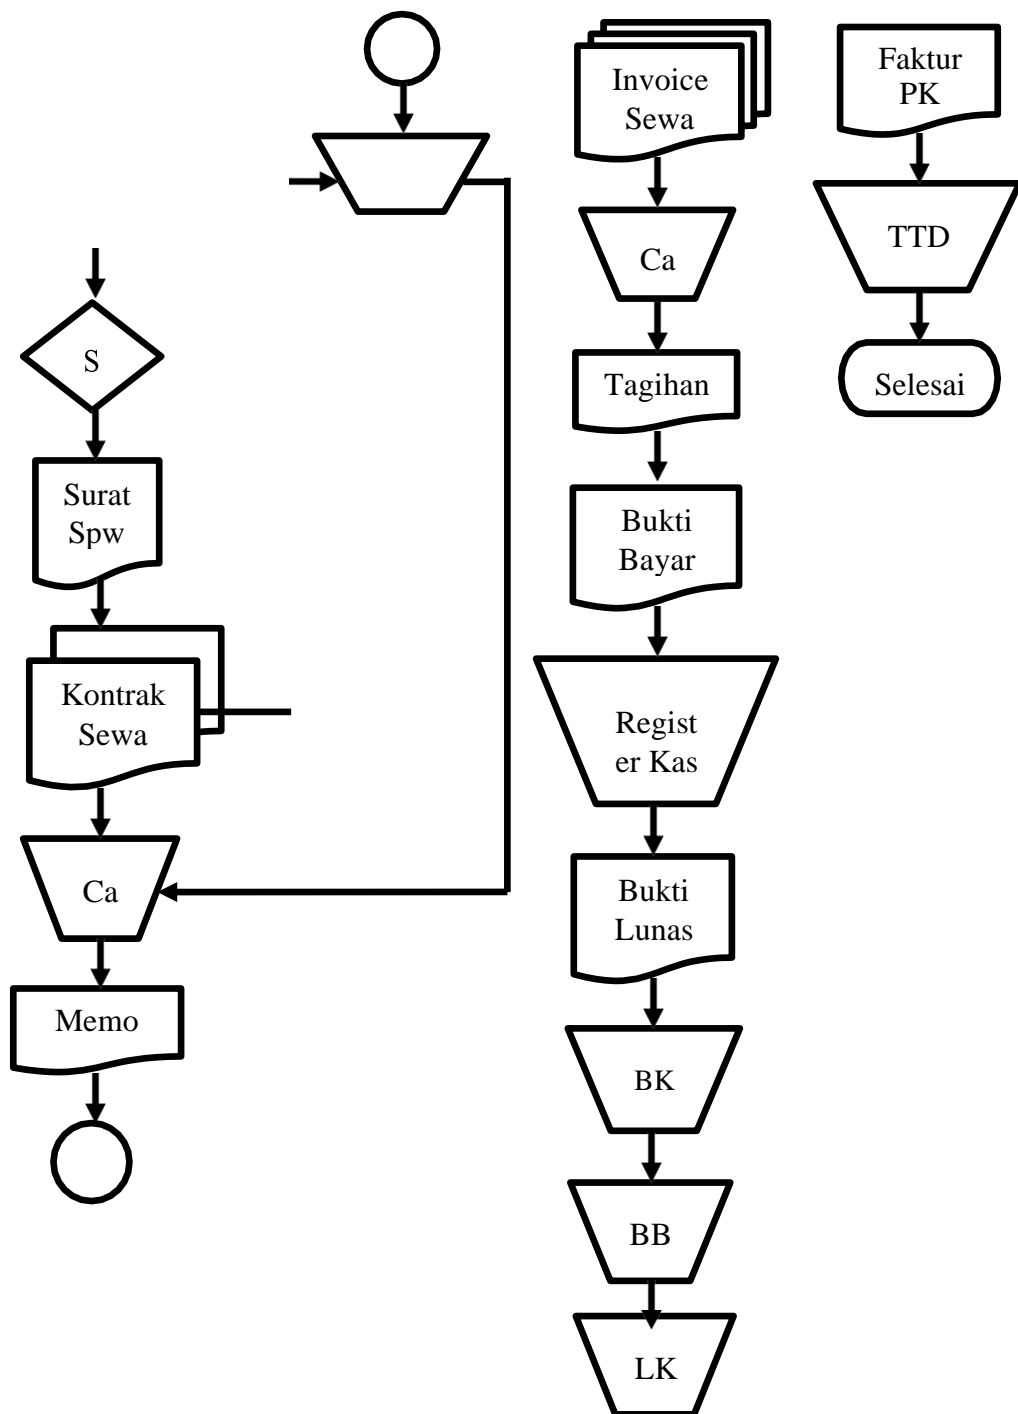 S
Surat
Spw
Kontrak
Sewa
Ca
Memo
Invoice
Sewa
Ca
Tagihan
Bukti
Bayar
Regist
er Kas
Bukti
Lunas
BK
BB
LK
Faktur
PK
TTD
Selesai